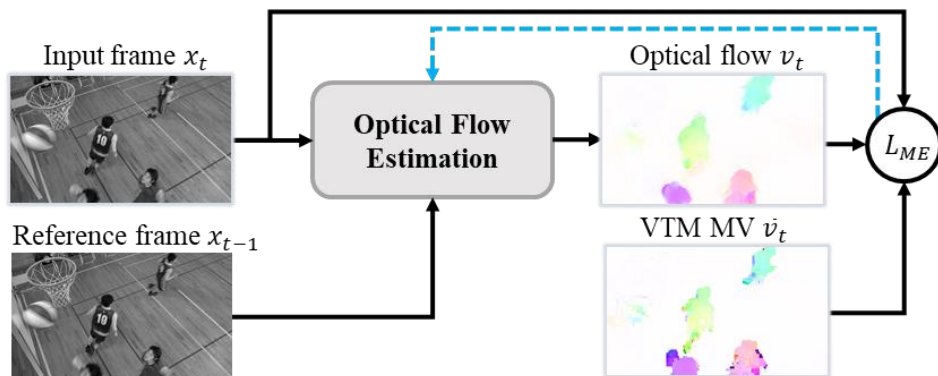 Input frame x_t
Optical flow v_t
Optical Flow
Estimation
L_ME
Reference frame x_{t−1}
VTM MV v̇_t
10
10